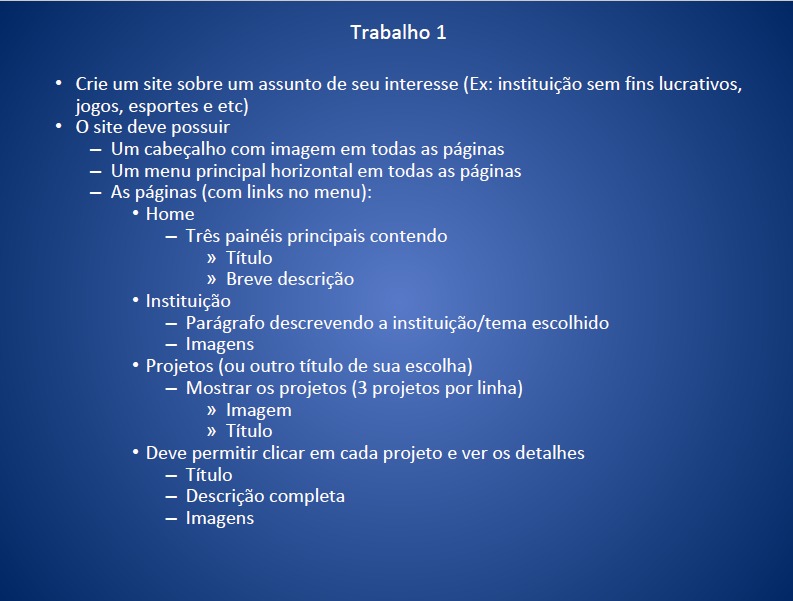 Trabalho 1
• Crie um site sobre um assunto de seu interesse (Ex: instituição sem fins lucrativos,
jogos, esportes e etc)
• O site deve possuir
– Um cabeçalho com imagem em todas as páginas
– Um menu principal horizontal em todas as páginas
– As páginas (com links no menu):
• Home
– Três painéis principais contendo
» Título
» Breve descrição
• Instituição
– Parágrafo descrevendo a instituição/tema escolhido
– Imagens
• Projetos (ou outro título de sua escolha)
– Mostrar os projetos (3 projetos por linha)
» Imagem
» Título
• Deve permitir clicar em cada projeto e ver os detalhes
– Título
– Descrição completa
– Imagens